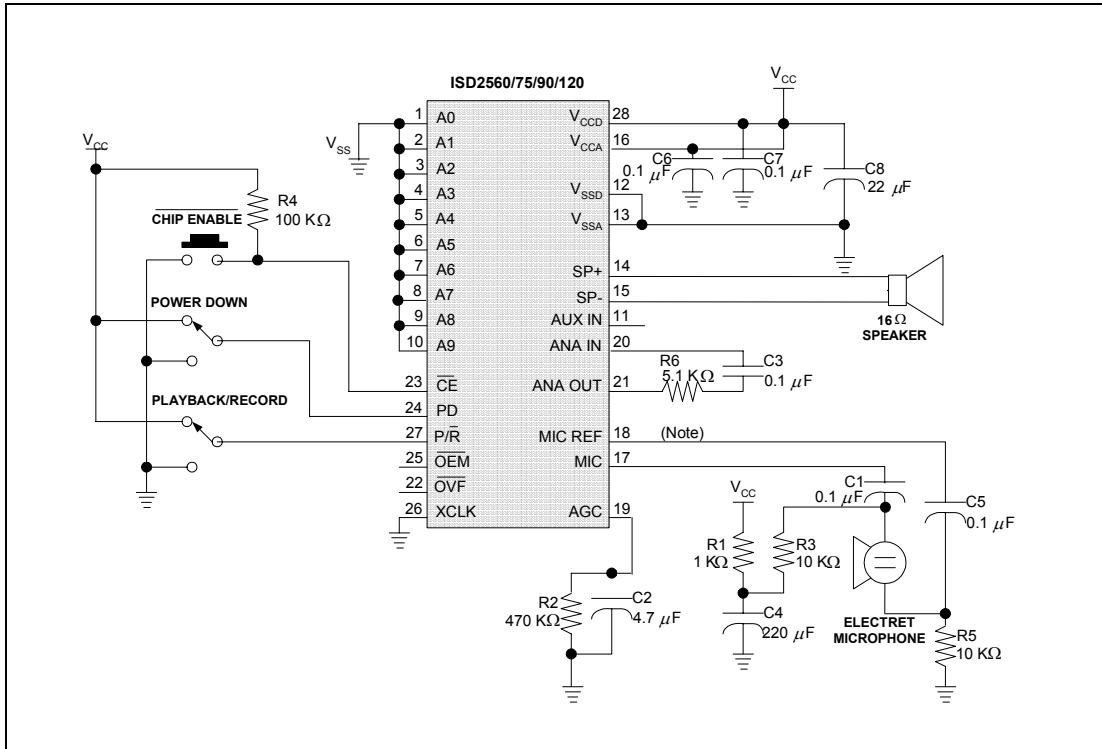 ISD2560/75/90/120
VCC
VSS
VCC
R4
100 KΩ
CHIP ENABLE
POWER DOWN
PLAYBACK/RECORD
1 A0
2 A1
3 A2
4 A3
5 A4
6 A5
7 A6
8 A7
9 A8
10 A9
23 CE
24 PD
27 P/R
25 OEM
22 OVF
26 XCLK
VCCD 28
VCCA 16
VSSD 12
VSSA 13
SP+ 14
SP- 15
AUX IN 11
ANA IN 20
ANA OUT 21
MIC REF 18 (Note)
MIC 17
AGC 19
C6
0.1 µF
C7
0.1 µF
C8
22 µF
16Ω
SPEAKER
R6
5.1 KΩ
C3
0.1 µF
C1
0.1 µF
C5
0.1 µF
VCC
R1
1 KΩ
R3
10 KΩ
R2
470 KΩ
C2
4.7 µF
C4
220 µF
ELECTRET
MICROPHONE
R5
10 KΩ